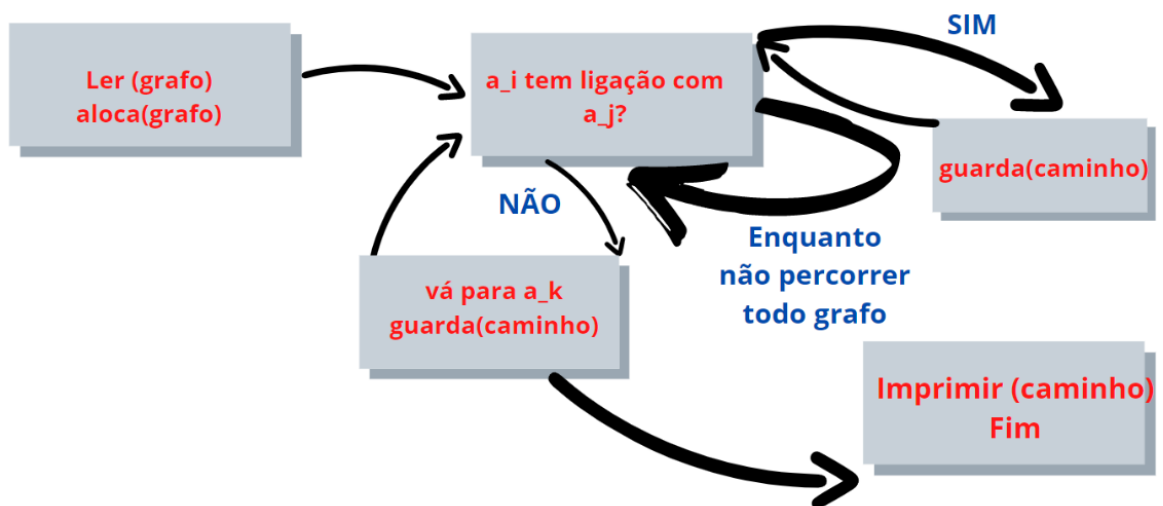 Ler (grafo)
aloca(grafo)
a_i tem ligação com
a_j?
SIM
guarda(caminho)
NÃO
Enquanto
não percorrer
todo grafo
vá para a_k
guarda(caminho)
Imprimir (caminho)
Fim